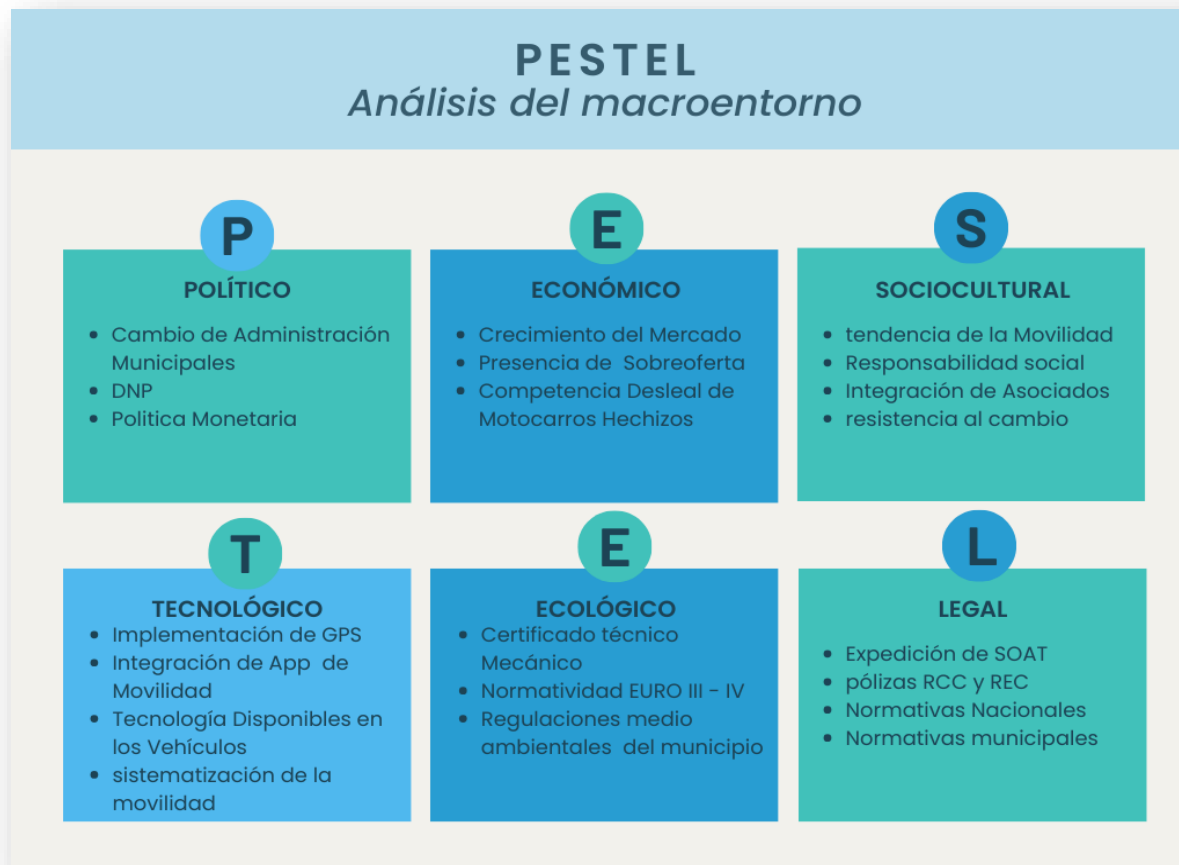 PESTEL
Análisis del macroentorno
P
POLÍTICO
• Cambio de Administración
Municipales
• DNP
• Politica Monetaria
E
ECONÓMICO
• Crecimiento del Mercado
• Presencia de Sobreoferta
• Competencia Desleal de
Motocarros Hechizos
S
SOCIOCULTURAL
• tendencia de la Movilidad
• Responsabilidad social
• Integración de Asociados
• resistencia al cambio
T
TECNOLÓGICO
• Implementación de GPS
• Integración de App de
Movilidad
• Tecnología Disponibles en
los Vehículos
• sistematización de la
movilidad
E
ECOLÓGICO
• Certificado técnico
Mecánico
• Normatividad EURO III - IV
• Regulaciones medio
ambientales del municipio
L
LEGAL
• Expedición de SOAT
• pólizas RCC y REC
• Normativas Nacionales
• Normativas municipales